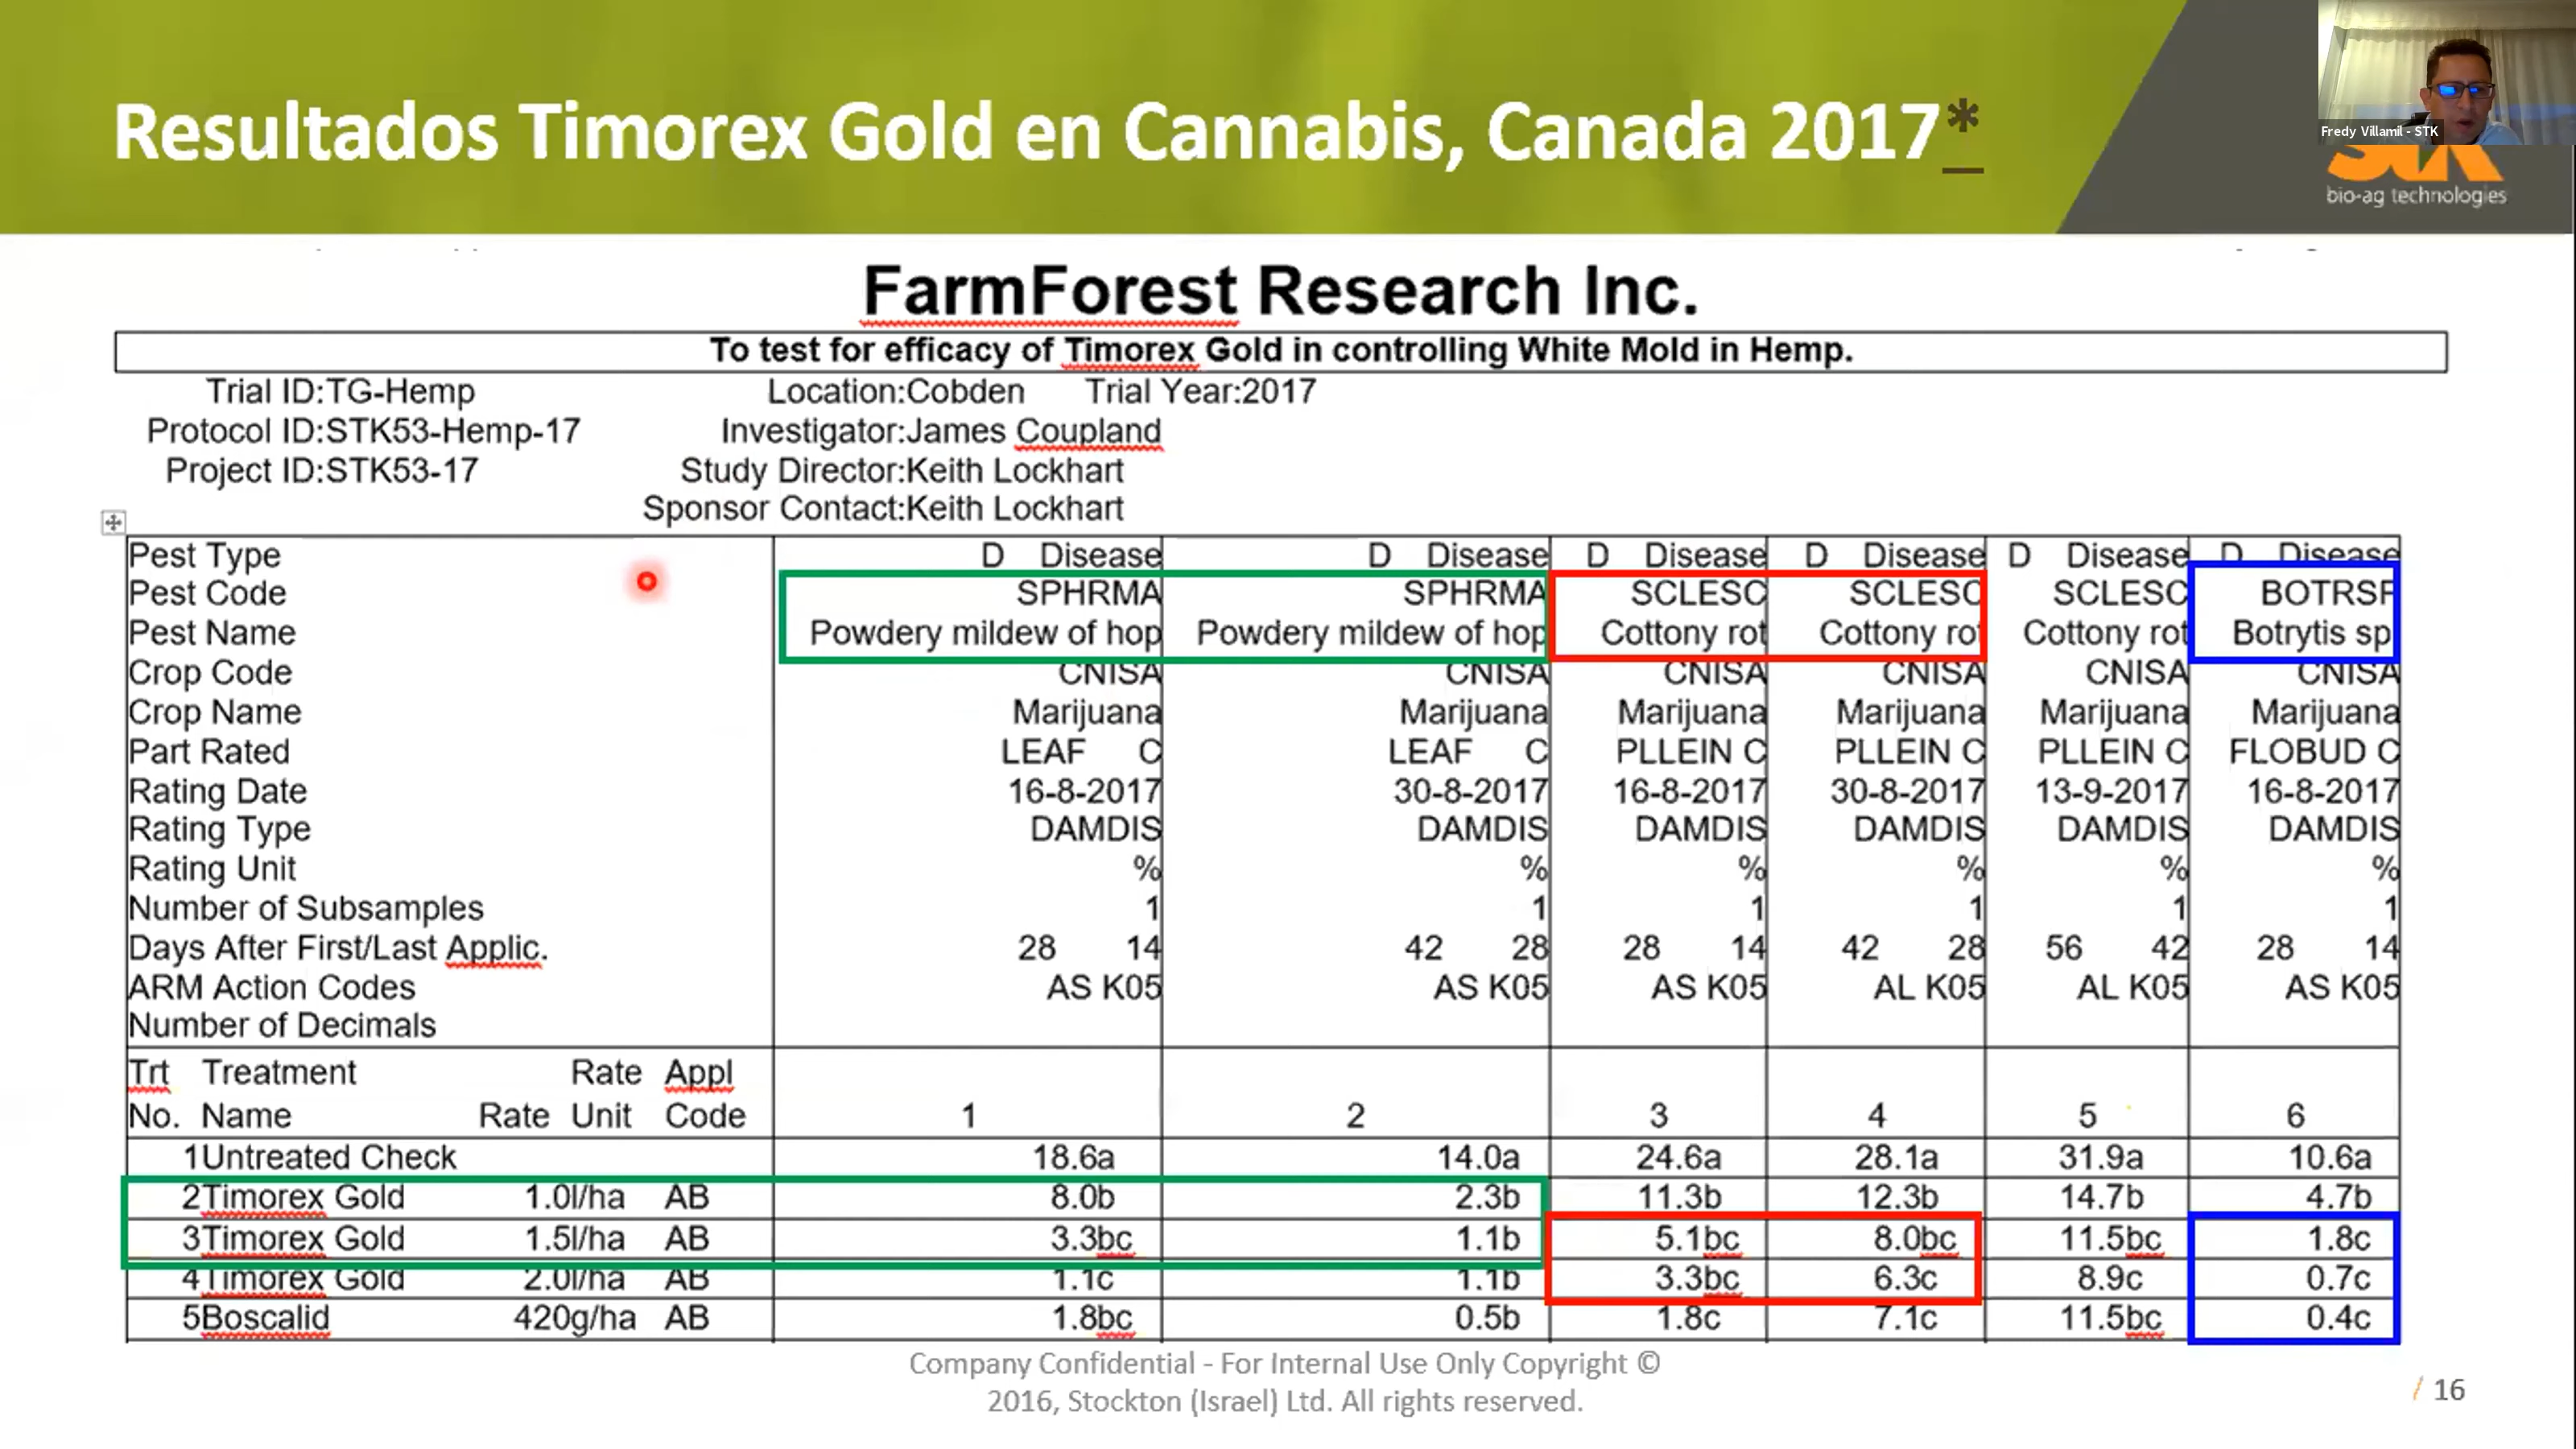 Resultados Timorex Gold en Cannabis, Canada 2017*
Fredy Villamil - STK
bio-ag technologies
FarmForest Research Inc.
To test for efficacy of Timorex Gold in controlling White Mold in Hemp.
Trial ID:TG-Hemp Location:Cobden Trial Year:2017
Protocol ID:STK53-Hemp-17 Investigator:James Coupland
Project ID:STK53-17 Study Director:Keith Lockhart
Sponsor Contact:Keith Lockhart
Pest Type D Disease D Disease D Disease D Disease D Disease D Disease
Pest Code SPHRMA SPHRMA SCLESC SCLESC SCLESC BOTRSP
Pest Name Powdery mildew of hop Powdery mildew of hop Cottony rot Cottony rot Cottony rot Botrytis sp
Crop Code CNISA CNISA CNISA CNISA CNISA CNISA
Crop Name Marijuana Marijuana Marijuana Marijuana Marijuana Marijuana
Part Rated LEAF C LEAF C PLLEIN C PLLEIN C PLLEIN C FLOBUD C
Rating Date 16-8-2017 30-8-2017 16-8-2017 30-8-2017 13-9-2017 16-8-2017
Rating Type DAMDIS DAMDIS DAMDIS DAMDIS DAMDIS DAMDIS
Rating Unit % % % % % %
Number of Subsamples 1 1 1 1 1 1
Days After First/Last Applic. 28 14 42 28 28 14 42 28 56 42 28 14
ARM Action Codes AS K05 AS K05 AS K05 AL K05 AL K05 AS K05
Number of Decimals
Trt Treatment Rate Appl
No. Name Rate Unit Code 1 2 3 4 5 6
1Untreated Check 18.6a 14.0a 24.6a 28.1a 31.9a 10.6a
2Timorex Gold 1.0l/ha AB 8.0b 2.3b 11.3b 12.3b 14.7b 4.7b
3Timorex Gold 1.5l/ha AB 3.3bc 1.1b 5.1bc 8.0bc 11.5bc 1.8c
4Timorex Gold 2.0l/ha AB 1.1c 1.1b 3.3bc 6.3c 8.9c 0.7c
5Boscalid 420g/ha AB 1.8bc 0.5b 1.8c 7.1c 11.5bc 0.4c
Company Confidential - For Internal Use Only Copyright ©
2016, Stockton (Israel) Ltd. All rights reserved.
/ 16